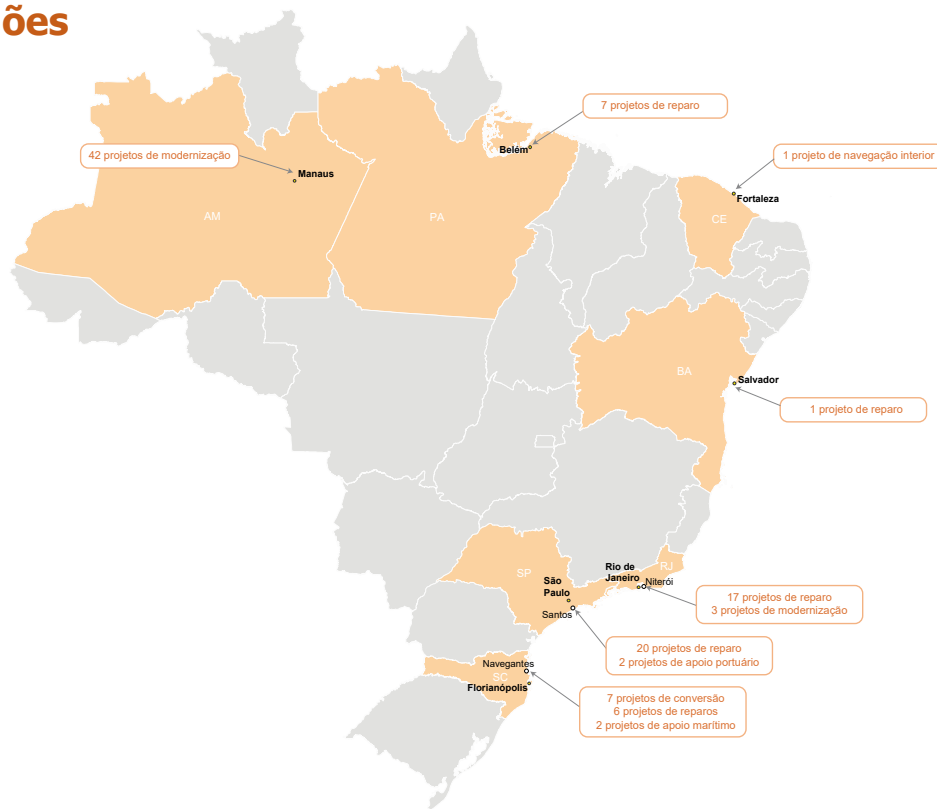 ões
7 projetos de reparo
42 projetos de modernização
Belém
1 projeto de navegação interior
Manaus
Fortaleza
AM
PA
CE
BA
Salvador
1 projeto de reparo
SP
RJ
Rio de
Janeiro
Niterói
São
Paulo
Santos
17 projetos de reparo
3 projetos de modernização
20 projetos de reparo
2 projetos de apoio portuário
Navegantes
SC
Florianópolis
7 projetos de conversão
6 projetos de reparos
2 projetos de apoio marítimo